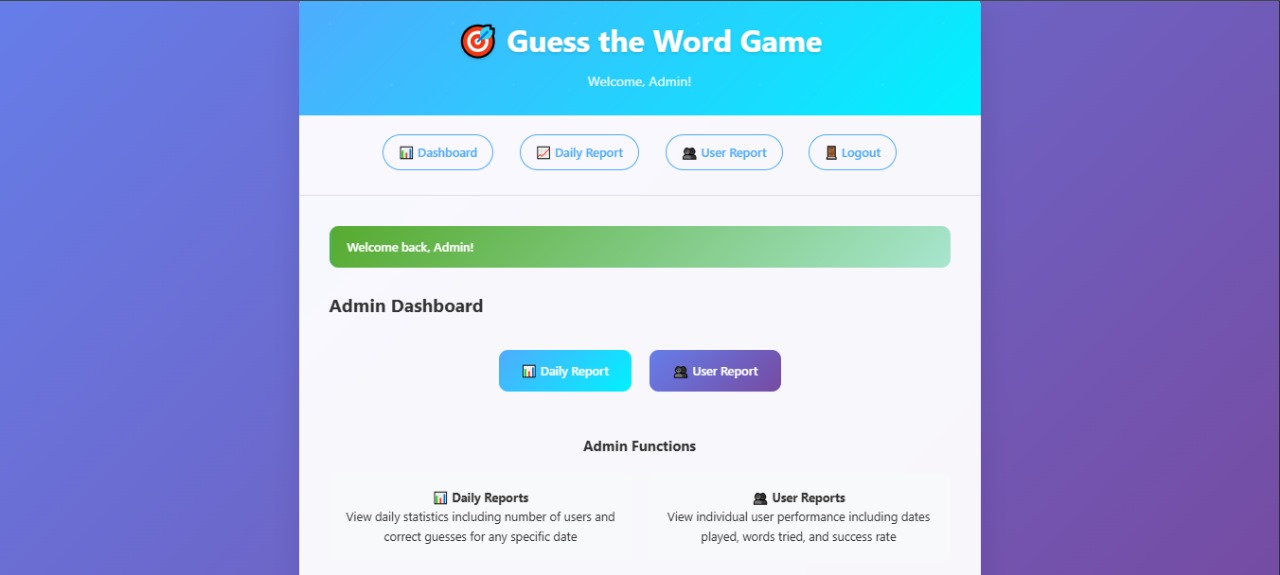 Guess the Word Game
Welcome, Admin!
Dashboard
Daily Report
User Report
Logout
Welcome back, Admin!
Admin Dashboard
Daily Report
User Report
Admin Functions
Daily Reports
View daily statistics including number of users and
correct guesses for any specific date
User Reports
View individual user performance including dates
played, words tried, and success rate